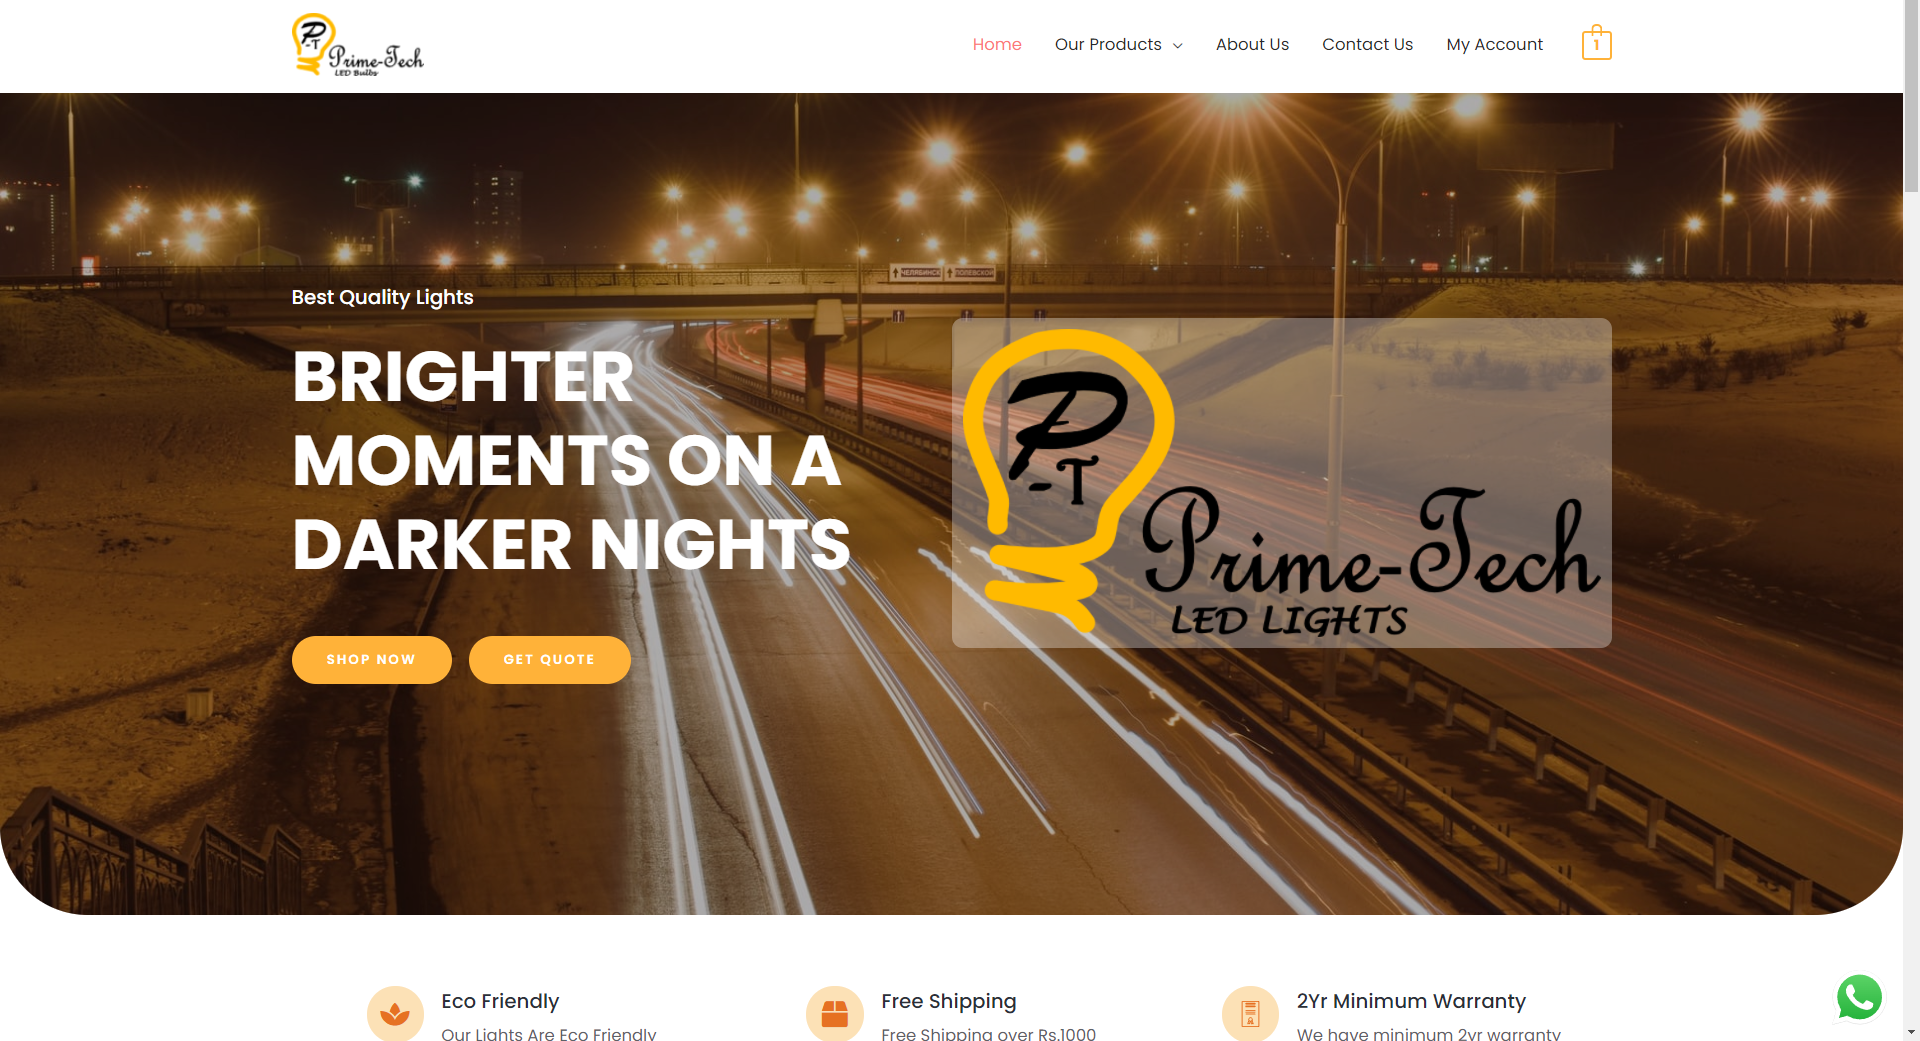 P
-T
Prime-Tech
LED Bulbs
Home
Our Products
About Us
Contact Us
My Account
1
ЧЕЛЯБИНСК
ПОЛЕВСКОЙ
Best Quality Lights
BRIGHTER
MOMENTS ON A
DARKER NIGHTS
SHOP NOW
GET QUOTE
P
-T
Prime-Tech
LED LIGHTS
Eco Friendly
Our Lights Are Eco Friendly
Free Shipping
Free Shipping over Rs.1000
2Yr Minimum Warranty
We have minimum 2yr warranty